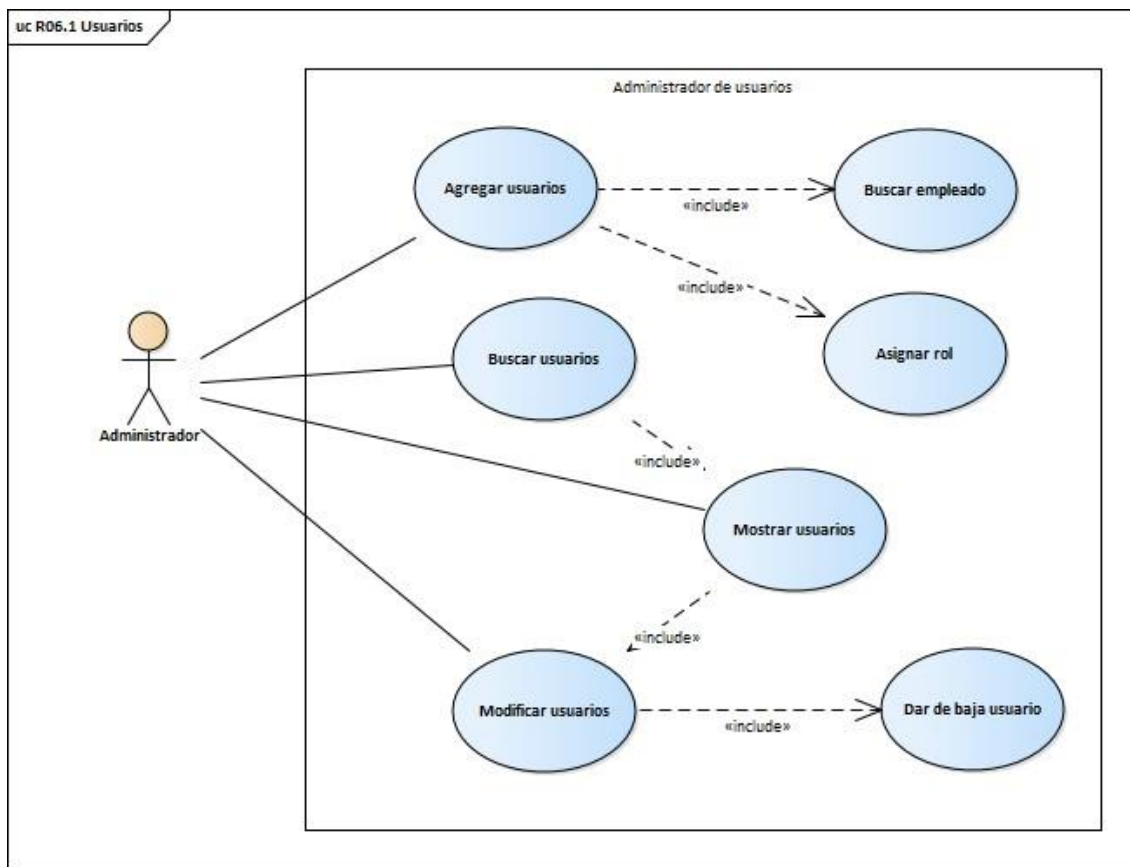 uc R06.1 Usuarios
Administrador de usuarios
Agregar usuarios
Buscar empleado
«include»
«include»
Buscar usuarios
Asignar rol
Administrador
«include»
Mostrar usuarios
«include»
Modificar usuarios
Dar de baja usuario
«include»